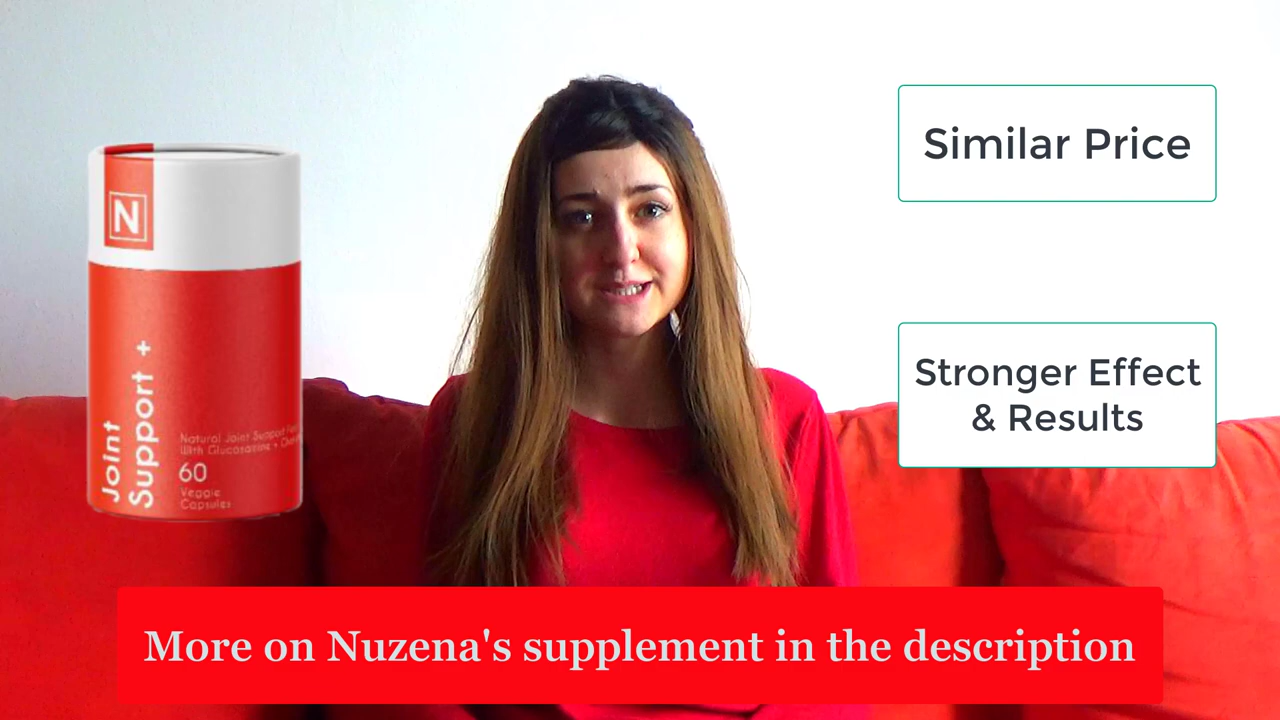 N
Joint
Support +
Natural Joint Support
With Glucosamine +
60
Veggie
Capsules
Similar Price
Stronger Effect
& Results
More on Nuzena's supplement in the description